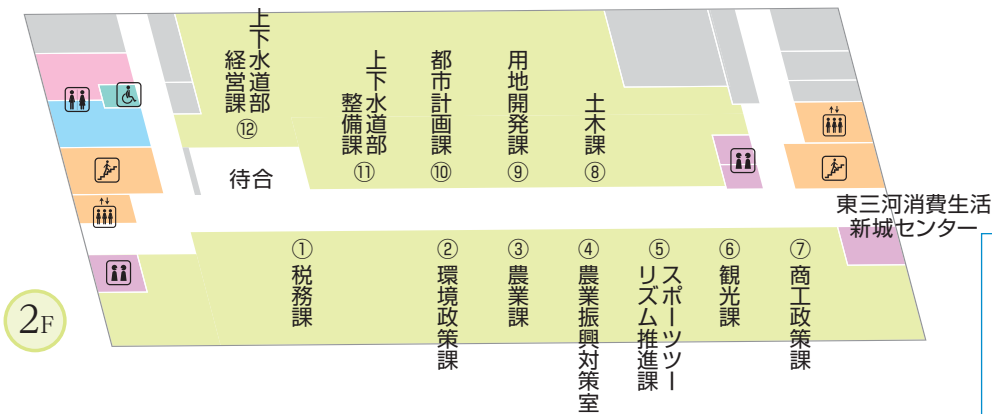 上下水道部
経営課
⑫
上下水道部
整備課
⑪
都市計画課
⑩
用地開発課
⑨
土木課
⑧
待合
東三河消費生活
新城センター
①
税務課
②
環境政策課
③
農業課
④
農業振興対策室
⑤
スポーツツー
リズム推進課
⑥
観光課
⑦
商工政策課
2F